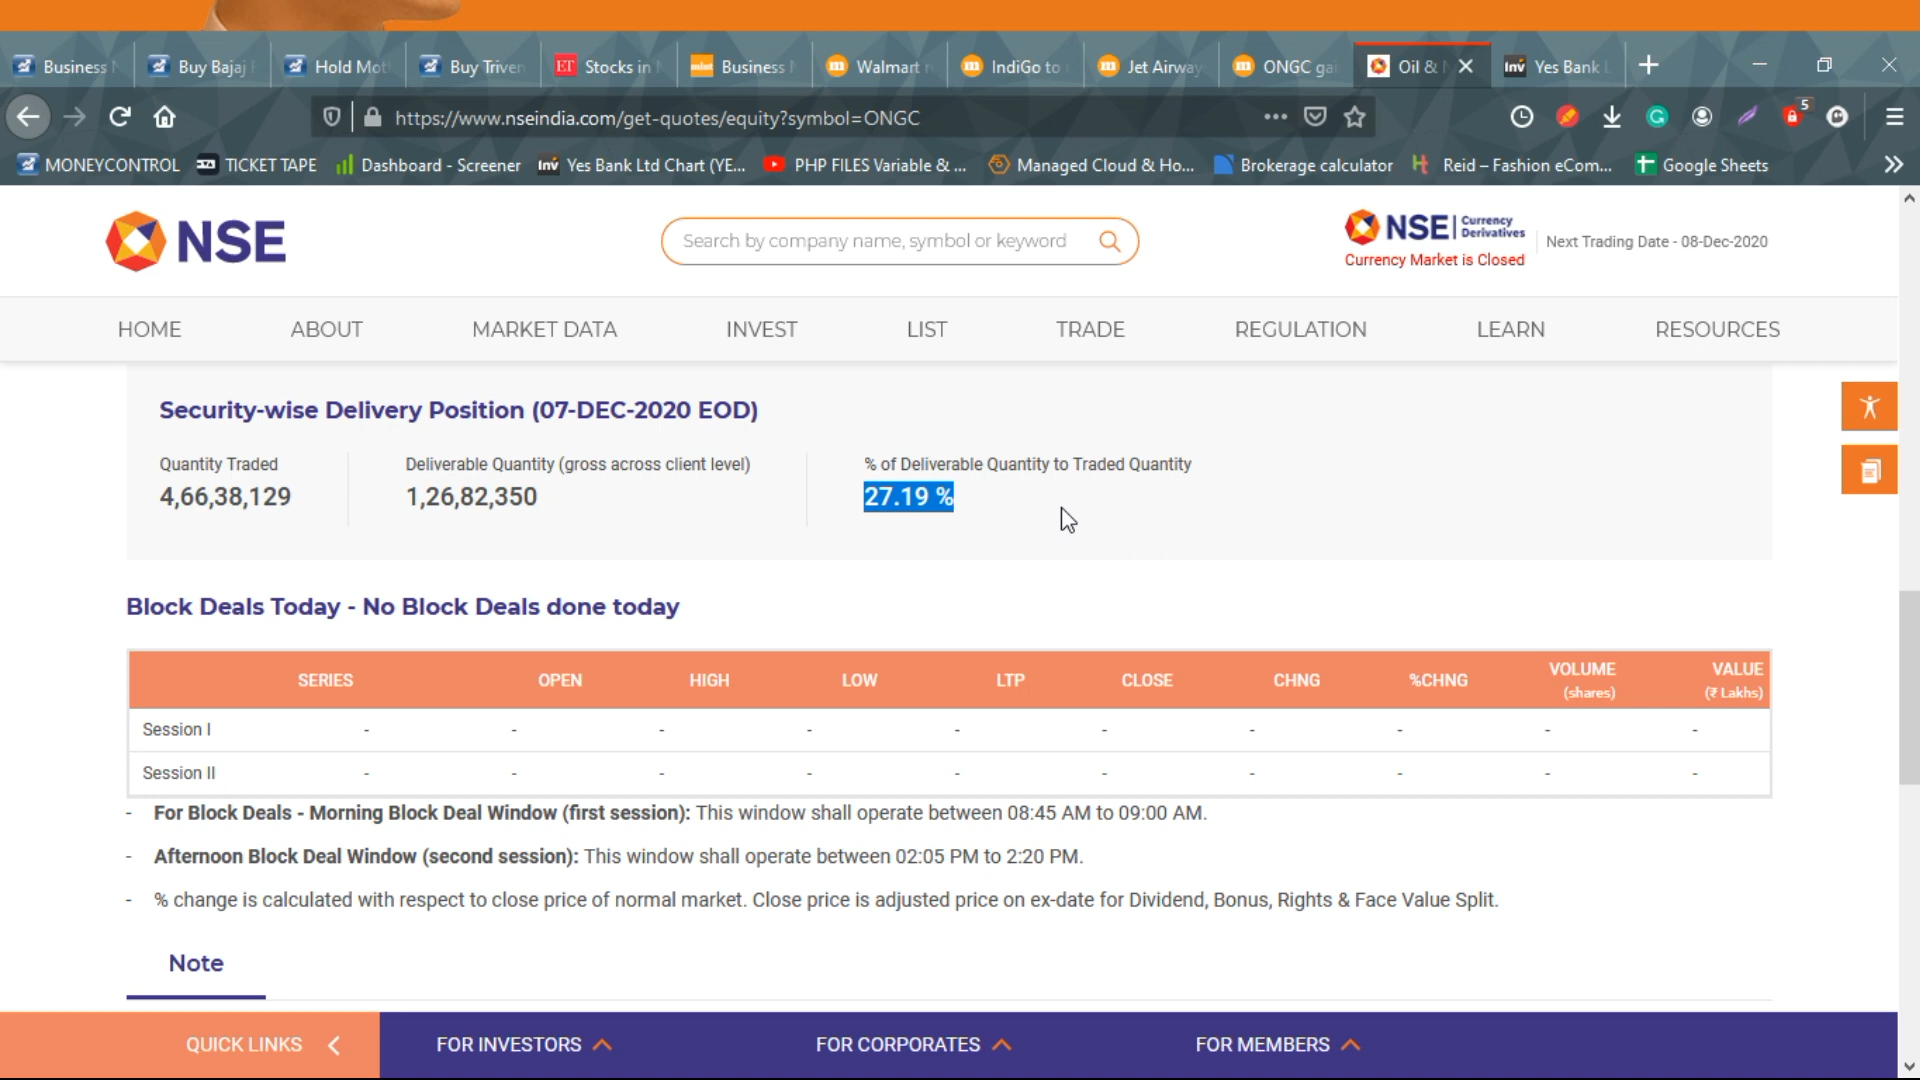 Business
Buy Bajaj
Hold Mot
Buy Triven
ET Stocks in
mint Business
m Walmart r
m IndiGo to
m Jet Airway
m ONGC gai
Oil &
Inv Yes Bank L
https://www.nseindia.com/get-quotes/equity?symbol=ONGC
5
MONEYCONTROL
TICKET TAPE
Dashboard - Screener
Inv Yes Bank Ltd Chart (YE...
PHP FILES Variable & ...
Managed Cloud & Ho...
Brokerage calculator
Reid – Fashion eCom...
Google Sheets
NSE
Search by company name, symbol or keyword
NSE Currency Derivatives
Currency Market is Closed
Next Trading Date - 08-Dec-2020
HOME ABOUT MARKET DATA INVEST LIST TRADE REGULATION LEARN RESOURCES
Security-wise Delivery Position (07-DEC-2020 EOD)
Quantity Traded Deliverable Quantity (gross across client level) % of Deliverable Quantity to Traded Quantity
4,66,38,129 1,26,82,350 27.19 %
Block Deals Today - No Block Deals done today
SERIES OPEN HIGH LOW LTP CLOSE CHNG %CHNG VOLUME (shares) VALUE (₹ Lakhs)
Session I - - - - - - - - - -
Session II - - - - - - - - - -
- For Block Deals - Morning Block Deal Window (first session): This window shall operate between 08:45 AM to 09:00 AM.
- Afternoon Block Deal Window (second session): This window shall operate between 02:05 PM to 2:20 PM.
- % change is calculated with respect to close price of normal market. Close price is adjusted price on ex-date for Dividend, Bonus, Rights & Face Value Split.
Note
QUICK LINKS FOR INVESTORS FOR CORPORATES FOR MEMBERS